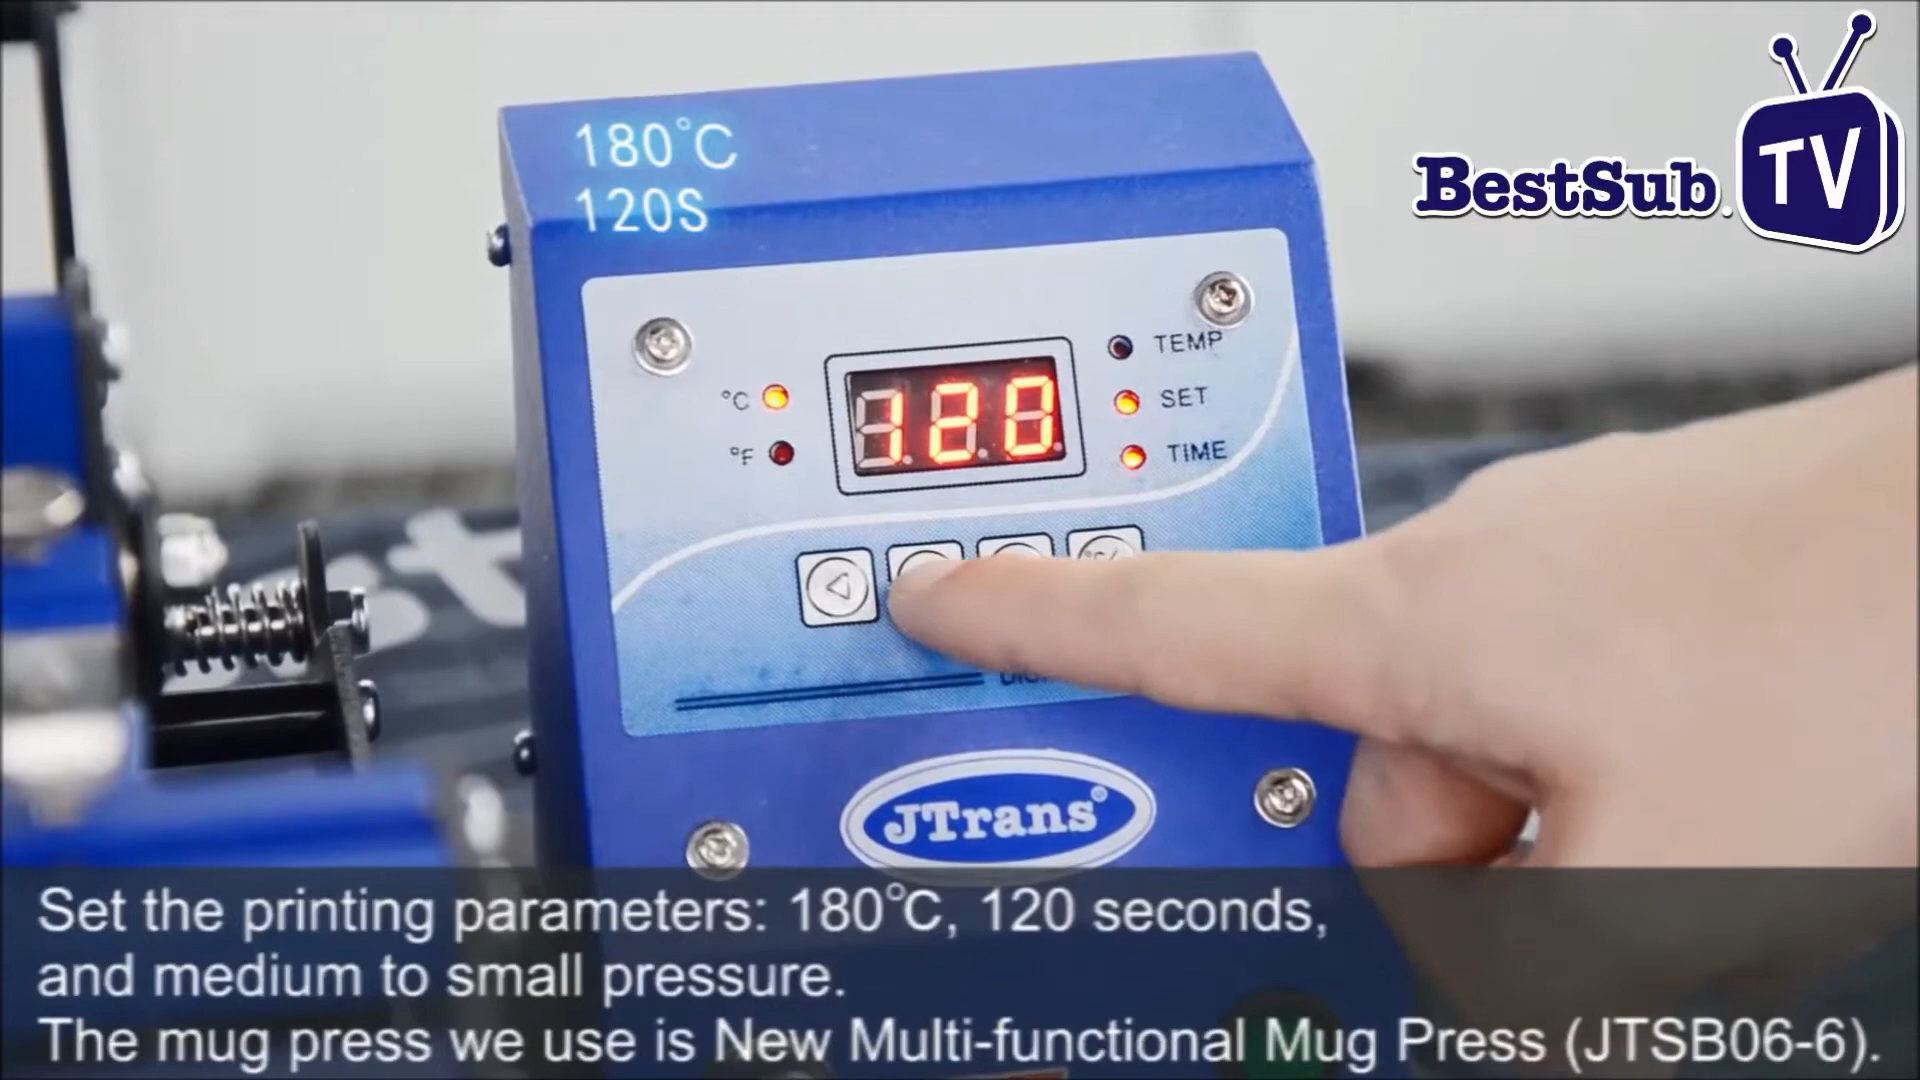 180°C
120S
BestSub.
TV
TEMP
°C
120
SET
°F
TIME
JTrans®
Set the printing parameters: 180℃, 120 seconds,
and medium to small pressure.
The mug press we use is New Multi-functional Mug Press (JTSB06-6).